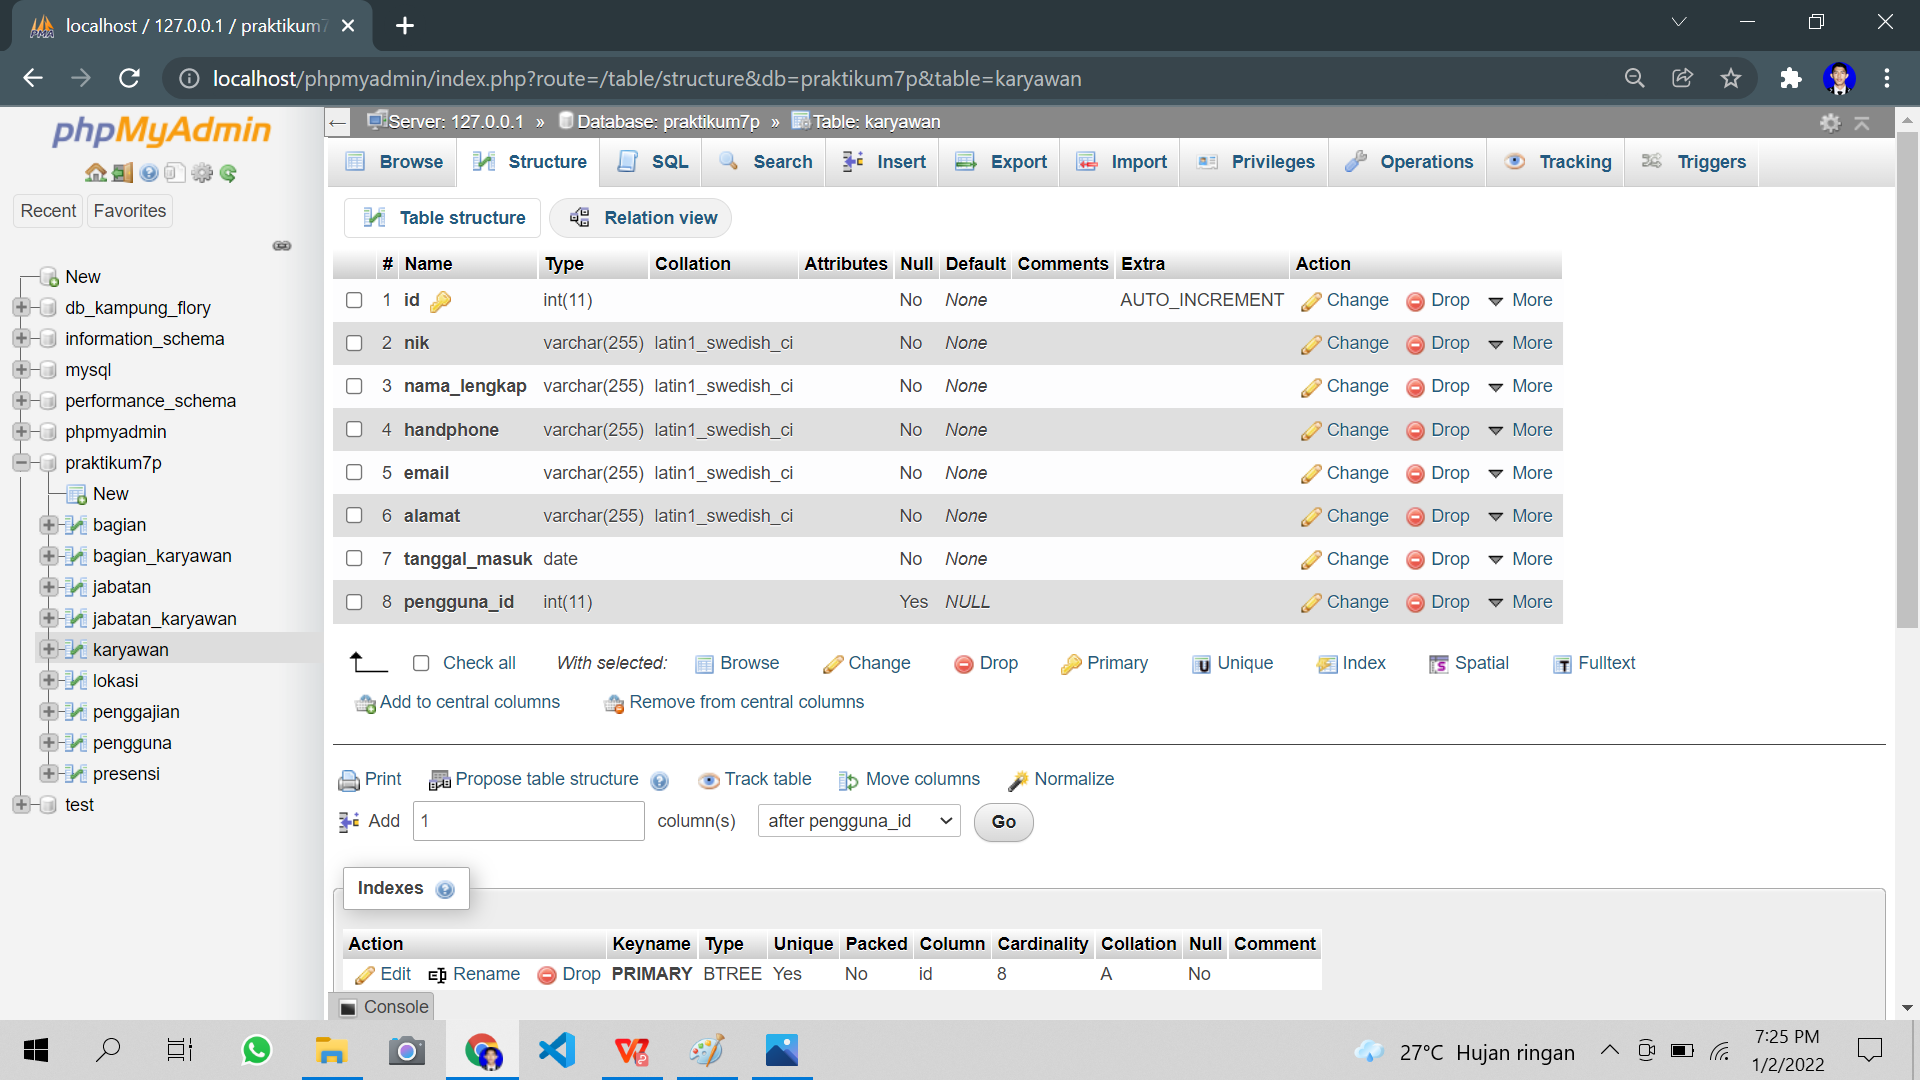 localhost / 127.0.0.1 / praktikum7
localhost/phpmyadmin/index.php?route=/table/structure&db=praktikum7p&table=karyawan
phpMyAdmin
Recent Favorites
New
db_kampung_flory
information_schema
mysql
performance_schema
phpmyadmin
praktikum7p
New
bagian
bagian_karyawan
jabatan
jabatan_karyawan
karyawan
lokasi
penggajian
pengguna
presensi
test
Server: 127.0.0.1 » Database: praktikum7p » Table: karyawan
Browse Structure SQL Search Insert Export Import Privileges Operations Tracking Triggers
Table structure Relation view
# Name Type Collation Attributes Null Default Comments Extra Action
1 id int(11) No None AUTO_INCREMENT Change Drop More
2 nik varchar(255) latin1_swedish_ci No None Change Drop More
3 nama_lengkap varchar(255) latin1_swedish_ci No None Change Drop More
4 handphone varchar(255) latin1_swedish_ci No None Change Drop More
5 email varchar(255) latin1_swedish_ci No None Change Drop More
6 alamat varchar(255) latin1_swedish_ci No None Change Drop More
7 tanggal_masuk date No None Change Drop More
8 pengguna_id int(11) Yes NULL Change Drop More
Check all With selected: Browse Change Drop Primary Unique Index Spatial Fulltext
Add to central columns Remove from central columns
Print Propose table structure Track table Move columns Normalize
Add 1 column(s) after pengguna_id Go
Indexes
Action Keyname Type Unique Packed Column Cardinality Collation Null Comment
Edit Rename Drop PRIMARY BTREE Yes No id 8 A No
Console
27°C Hujan ringan
7:25 PM
1/2/2022